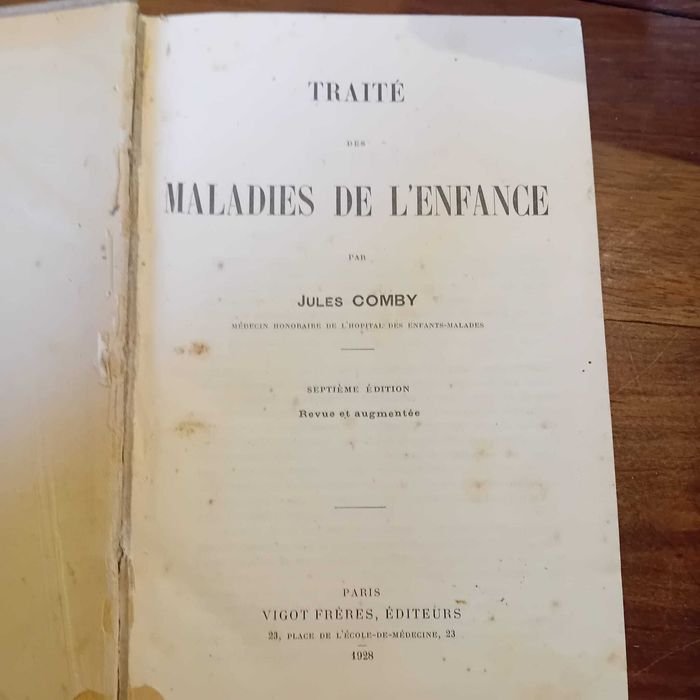 TRAITÉ
DES
MALADIES DE L'ENFANCE
PAR
JULES COMBY
MÉDECIN HONORAIRE DE L'HOPITAL DES ENFANTS-MALADES
SEPTIÈME ÉDITION
Revue et augmentée
PARIS
VIGOT FRÈRES, ÉDITEURS
23, PLACE DE L'ÉCOLE-DE-MÉDECINE, 23
1928